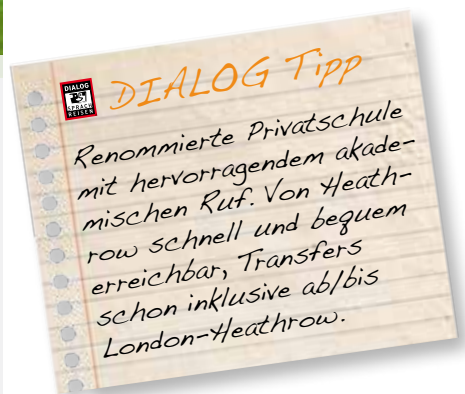 DIALOG
SPRACH
REISEN
DIALOG Tipp
Renommierte Privatschule
mit hervorragendem akade-
mischen Ruf. Von Heath-
row schnell und bequem
erreichbar, Transfers
schon inklusive ab/bis
London-Heathrow.